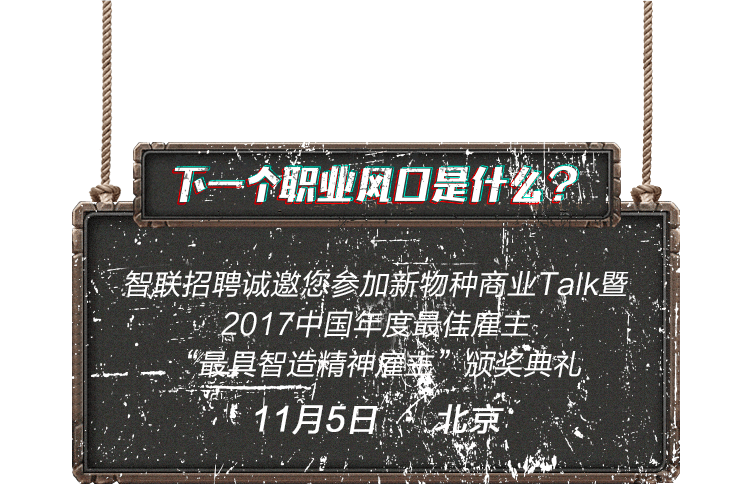 下一个职业风口是什么?
智联招聘诚邀您参加新物种商业Talk暨
2017中国年度最佳雇主
“最具智造精神雇主”颁奖典礼
11月5日 · 北京